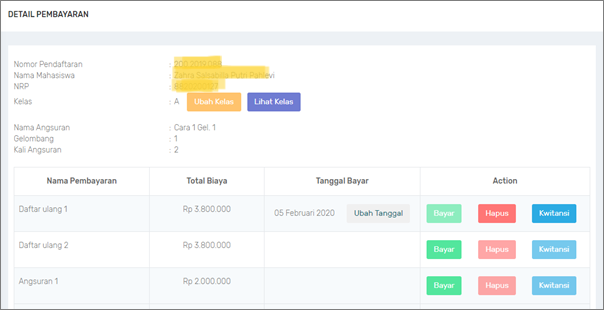 DETAIL PEMBAYARAN
Nomor Pendaftaran :
Nama Mahasiswa : Zahra Salsabila Putri Pahlevi
NRP :
Kelas : A Ubah Kelas Lihat Kelas
Nama Angsuran : Cara 1 Gel. 1
Gelombang : 1
Kali Angsuran : 2
Nama Pembayaran Total Biaya Tanggal Bayar Action
Daftar ulang 1 Rp 3.800.000 05 Februari 2020 Ubah Tanggal Bayar Hapus Kwitansi
Daftar ulang 2 Rp 3.800.000 Bayar Hapus Kwitansi
Angsuran 1 Rp 2.000.000 Bayar Hapus Kwitansi